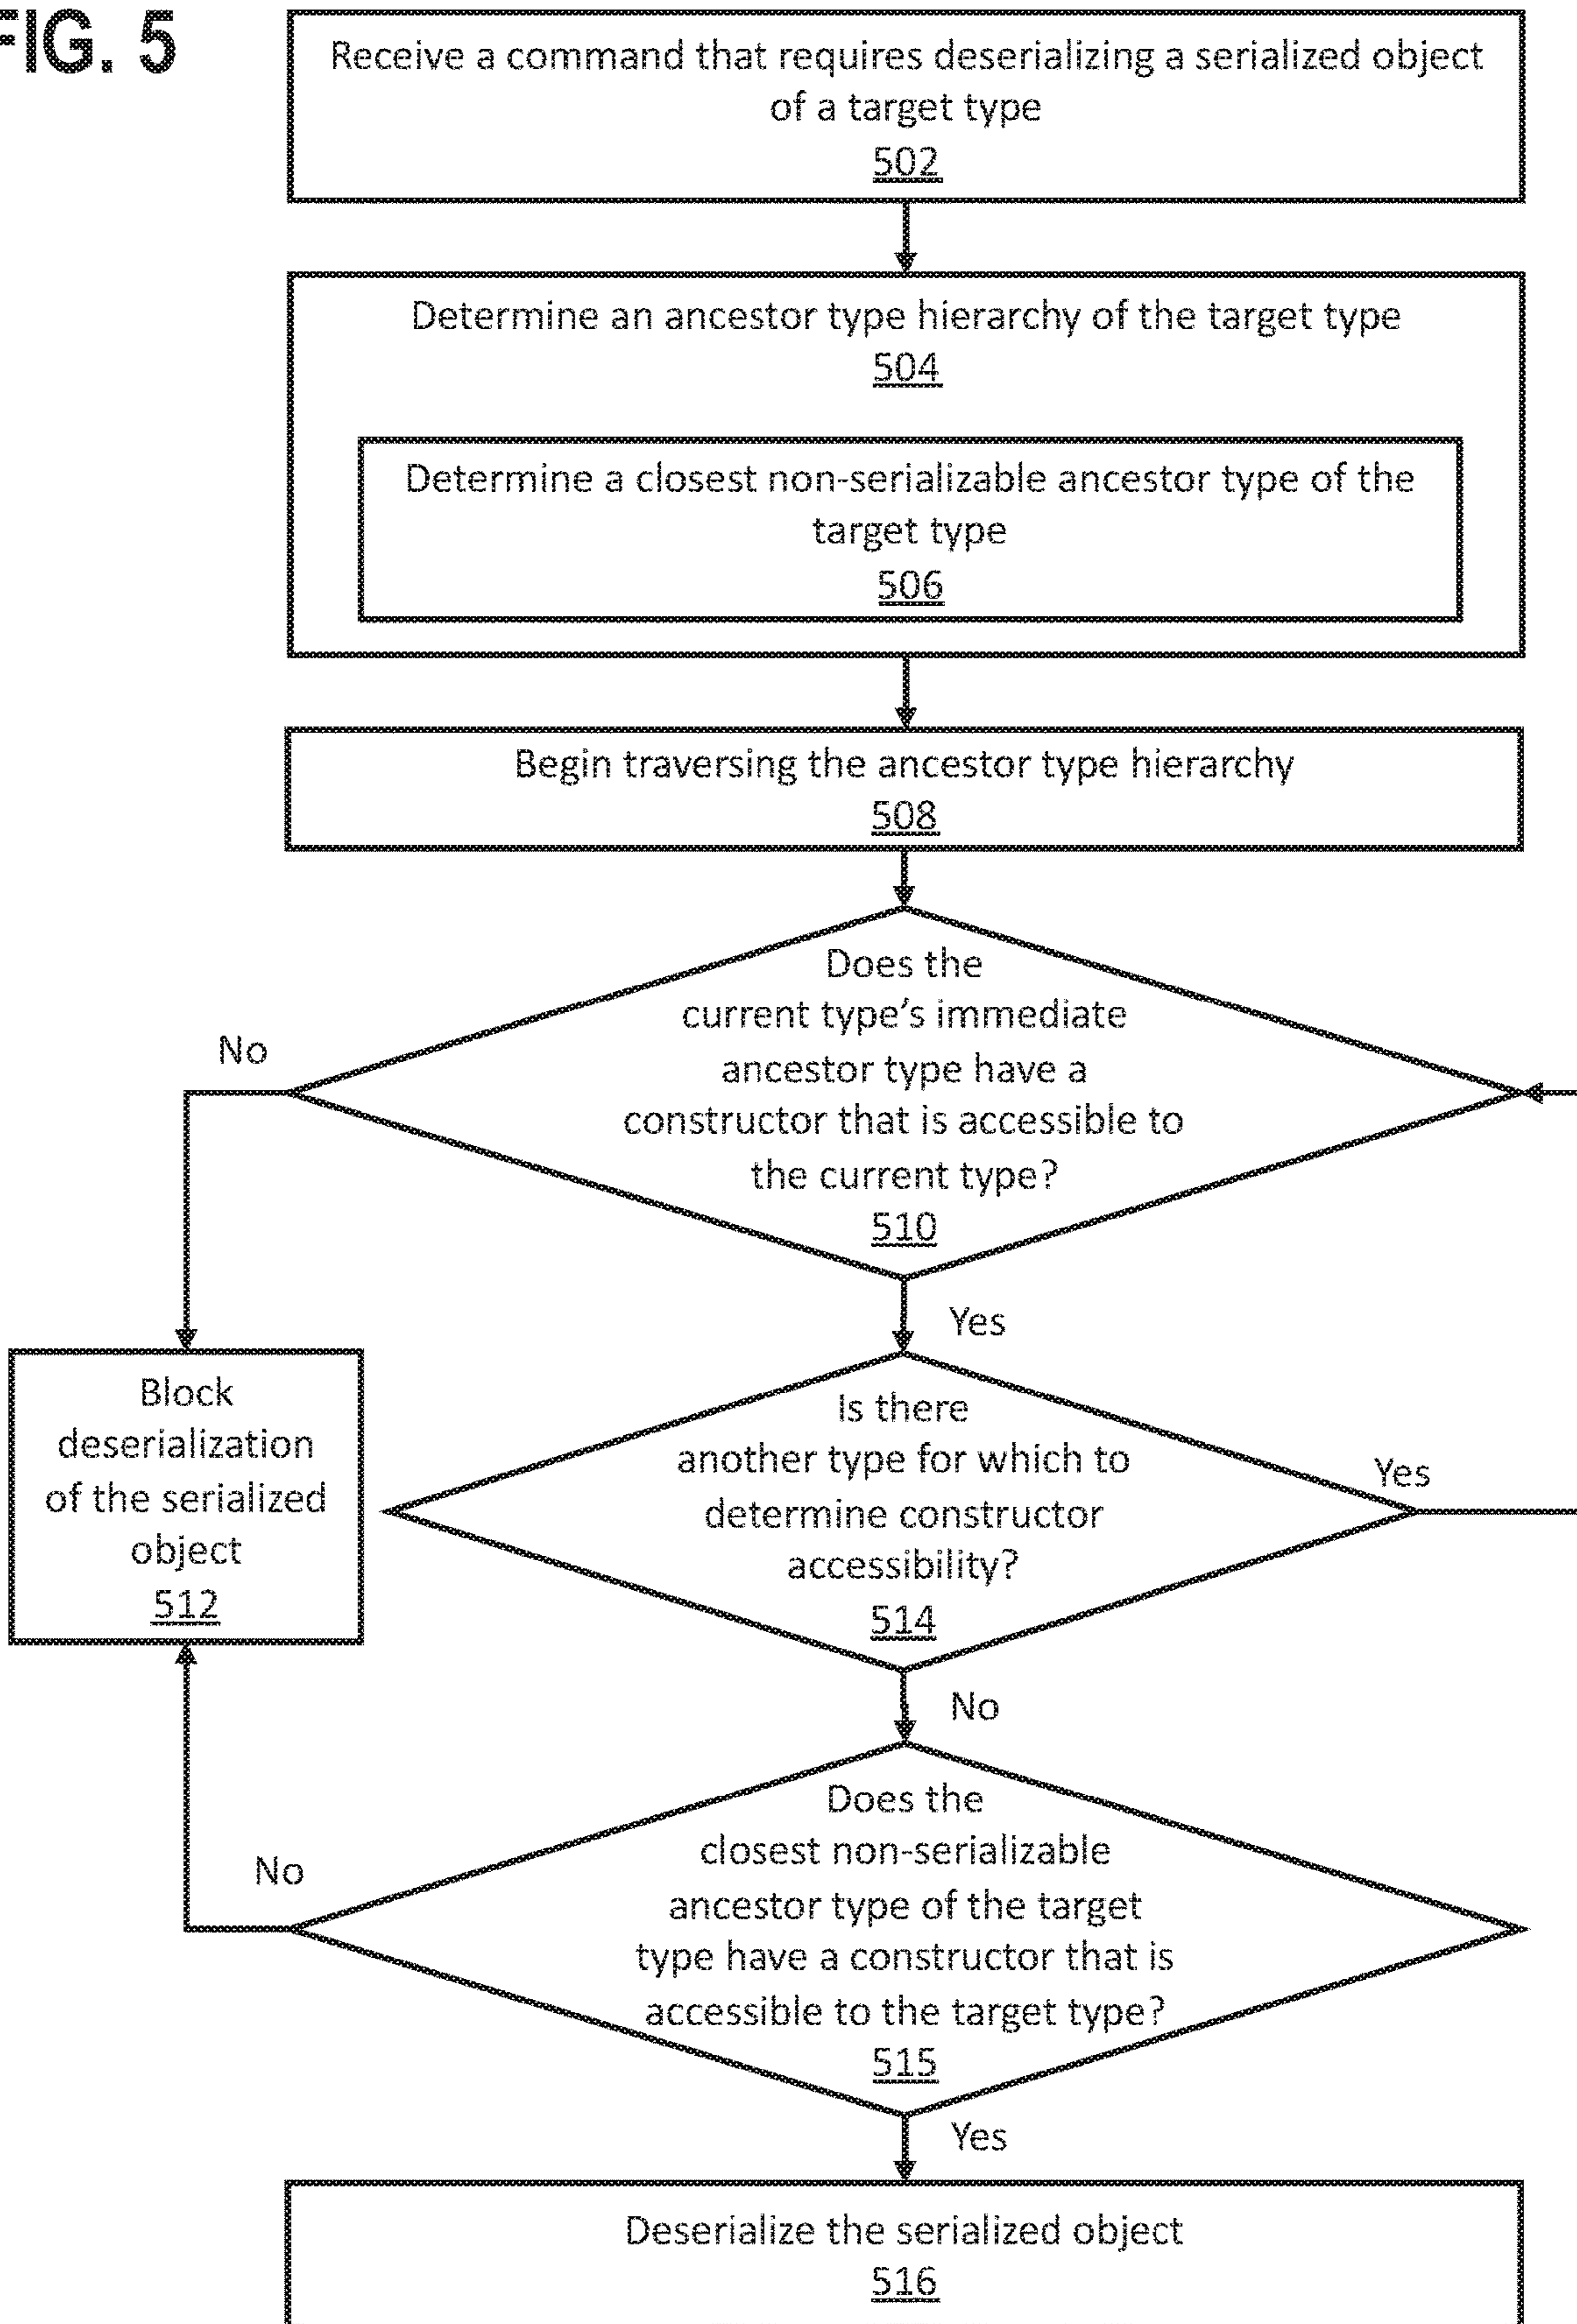 FIG. 5
Receive a command that requires deserializing a serialized object
of a target type
502
Determine an ancestor type hierarchy of the target type
504
Determine a closest non-serializable ancestor type of the
target type
506
Begin traversing the ancestor type hierarchy
508
Does the
current type's immediate
ancestor type have a
constructor that is accessible to
the current type?
510
No
Yes
Block
deserialization
of the serialized
object
512
Is there
another type for which to
determine constructor
accessibility?
514
Yes
No
Does the
closest non-serializable
ancestor type of the target
type have a constructor that is
accessible to the target type?
515
No
Yes
Deserialize the serialized object
516